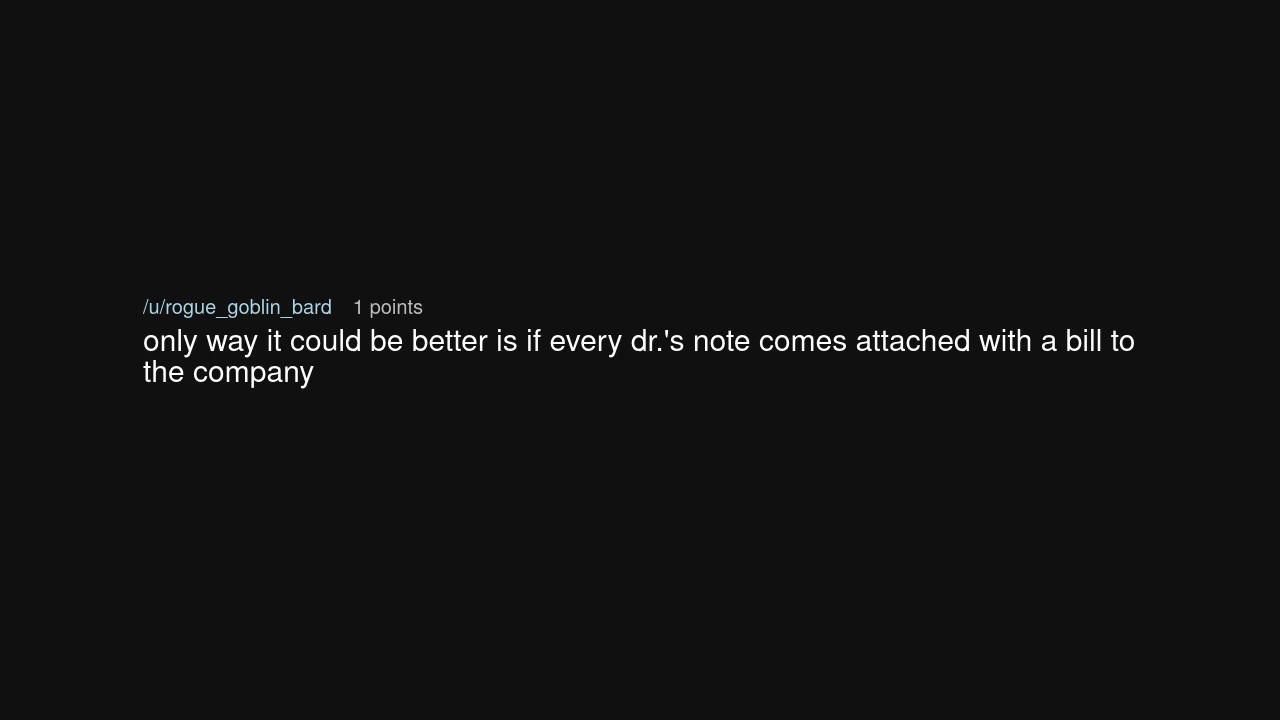 /u/rogue_goblin_bard 1 points
only way it could be better is if every dr.'s note comes attached with a bill to
the company